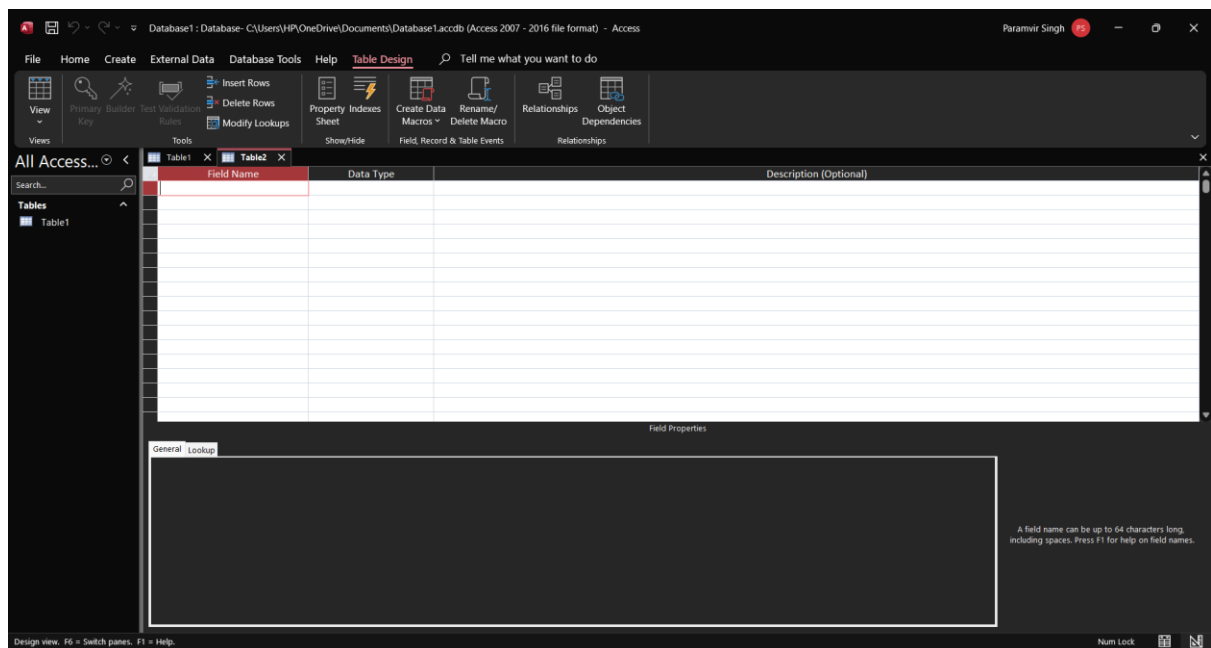 Database1 : Database- C:\Users\HP\OneDrive\Documents\Database1.accdb (Access 2007 - 2016 file format) - Access
Paramvir Singh PS
File Home Create External Data Database Tools Help Table Design Tell me what you want to do
View
Primary Key
Builder
Test Validation Rules
Insert Rows
Delete Rows
Modify Lookups
Property Sheet
Indexes
Create Data Macros
Rename/ Delete Macro
Relationships
Object Dependencies
Views Tools Show/Hide Field, Record & Table Events Relationships
All Access...
Table1 Table2
Search...
Field Name Data Type Description (Optional)
Tables
Table1
Field Properties
General Lookup
A field name can be up to 64 characters long,
including spaces. Press F1 for help on field names.
Design view. F6 = Switch panes. F1 = Help.
Num Lock